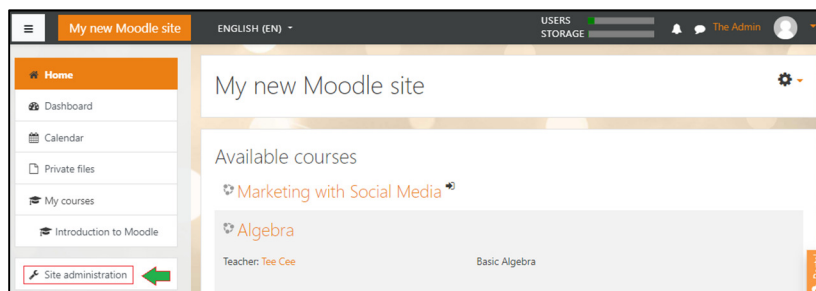 My new Moodle site
ENGLISH (EN)
USERS
STORAGE
The Admin
Home
Dashboard
Calendar
Private files
My courses
Introduction to Moodle
Site administration
My new Moodle site
Available courses
Marketing with Social Media
Algebra
Teacher: Tee Cee
Basic Algebra